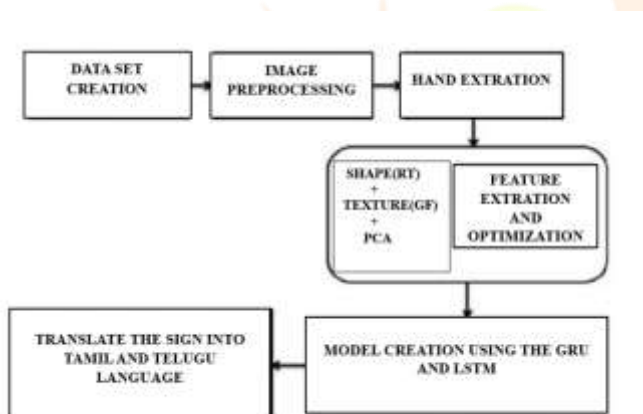 DATA SET
CREATION
IMAGE
PREPROCESSING
HAND EXTRATION
SHAPE(RT)
+
TEXTURE(GF)
+
PCA
FEATURE
EXTRATION
AND
OPTIMIZATION
TRANSLATE THE SIGN INTO
TAMIL AND TELUGU
LANGUAGE
MODEL CREATION USING THE GRU
AND LSTM